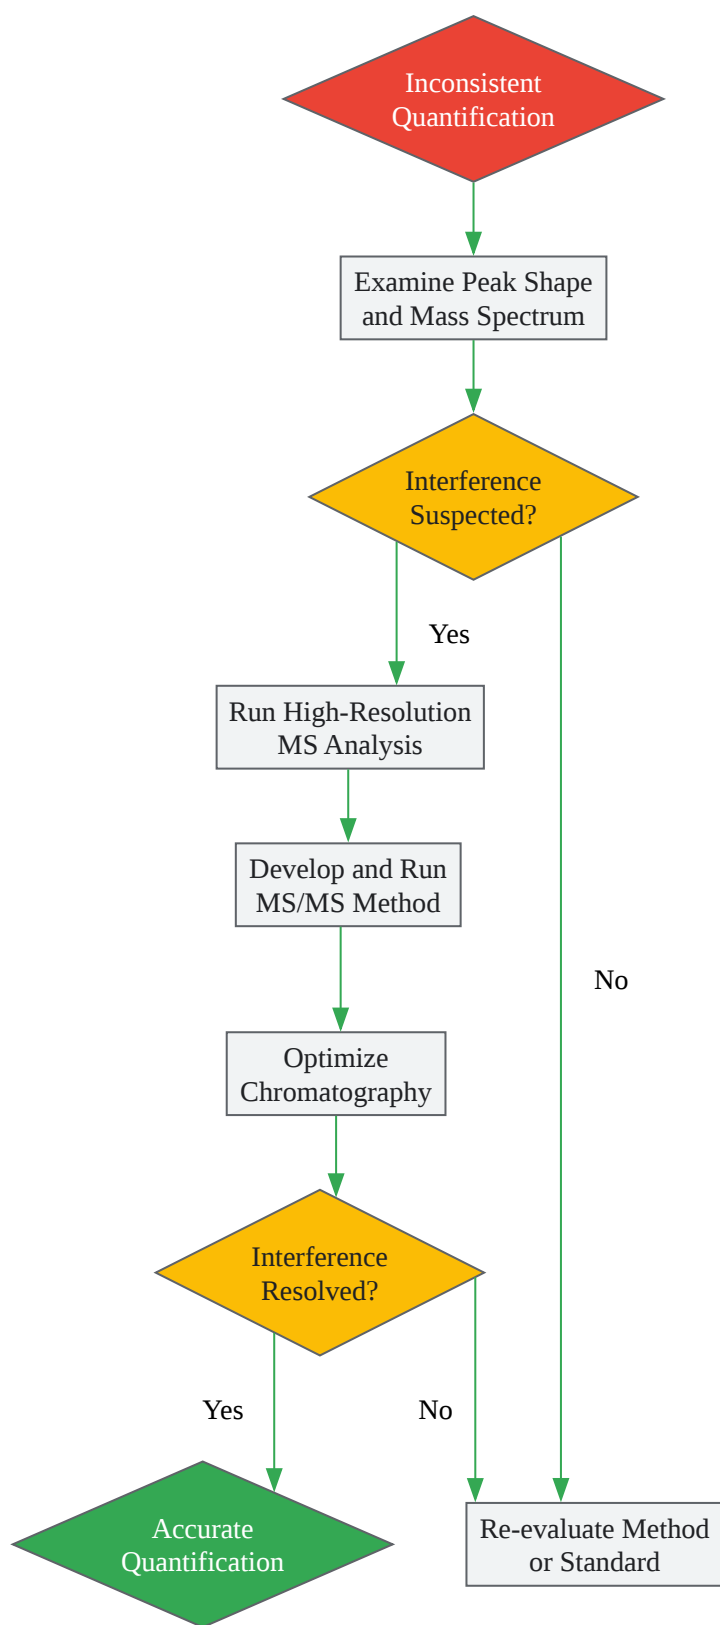 Inconsistent
Quantification
Examine Peak Shape
and Mass Spectrum
Interference
Suspected?
Yes
Run High-Resolution
MS Analysis
Develop and Run
MS/MS Method
No
Optimize
Chromatography
Interference
Resolved?
Yes
No
Accurate
Quantification
Re-evaluate Method
or Standard